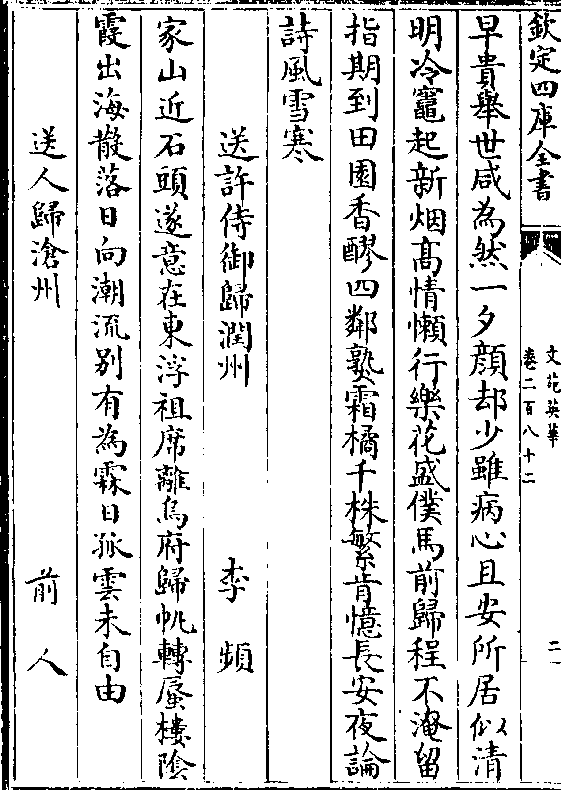 欽定四庫全書
文苑英華
卷二百八十二
二
早貴舉世咸為然一夕顔却少雖病心且安所居似清
明冷竈起新烟髙情懶行樂花盛僕馬前歸程不淹留
指期到田園香醪四鄰熟霜橘千株繁肯憶長安夜論
詩風雪寒
送許侍御歸潤州 李頻
家山近石頭遂意在東浮祖席離烏府歸帆轉蜃樓陰
霞出海散落日向潮流别有為霖日孤雲未自由
送人歸滄州 前人